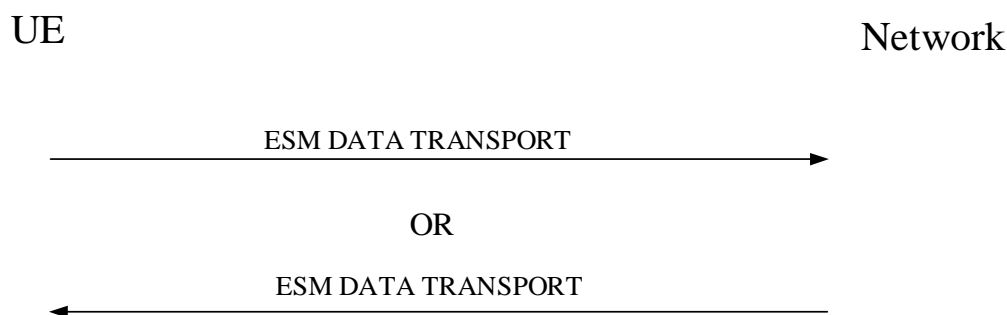 UE
Network
ESM DATA TRANSPORT
OR
ESM DATA TRANSPORT